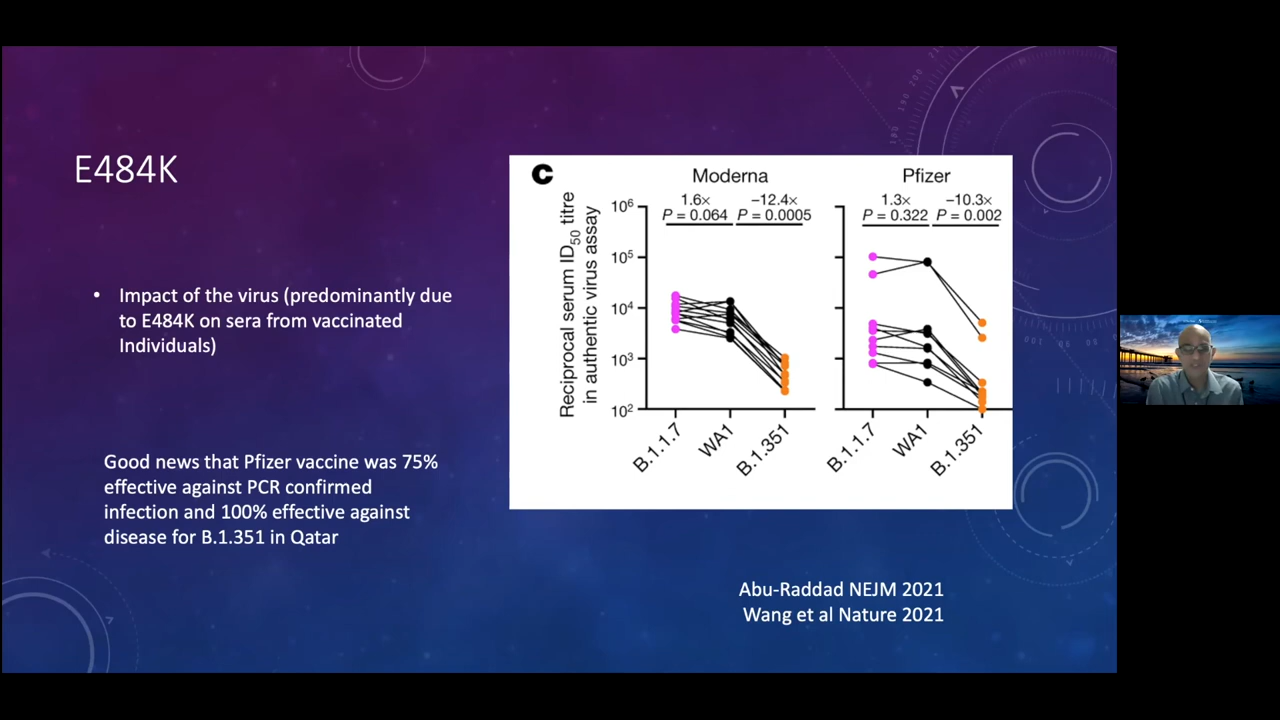 E484K
• Impact of the virus (predominantly due
to E484K on sera from vaccinated
Individuals)
Good news that Pfizer vaccine was 75%
effective against PCR confirmed
infection and 100% effective against
disease for B.1.351 in Qatar
c
Moderna
Pfizer
1.6×
−12.4×
P = 0.064
P = 0.0005
1.3×
−10.3×
P = 0.322
P = 0.002
Reciprocal serum ID50 titre
in authentic virus assay
10⁶
10⁵
10⁴
10³
10²
B.1.1.7
WA1
B.1.351
B.1.1.7
WA1
B.1.351
Abu-Raddad NEJM 2021
Wang et al Nature 2021